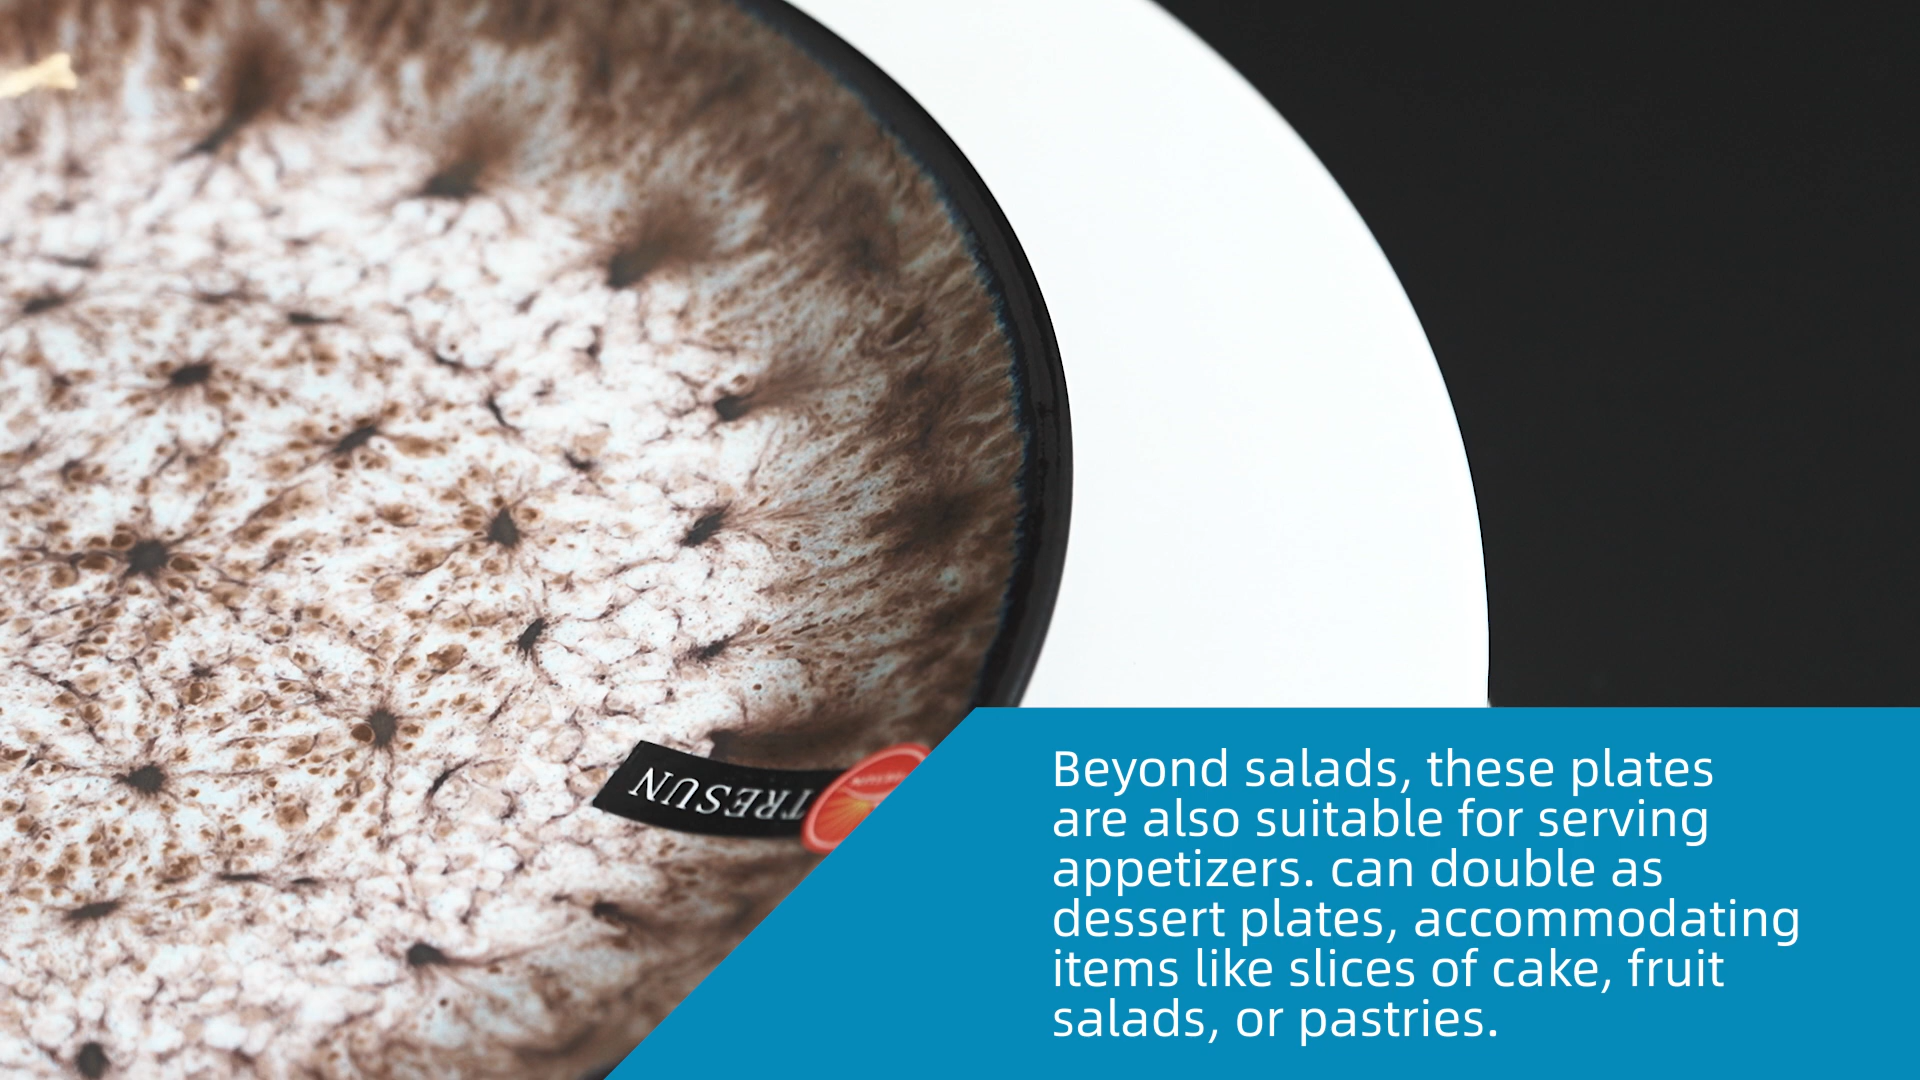 TRESUN
Beyond salads, these plates
are also suitable for serving
appetizers. can double as
dessert plates, accommodating
items like slices of cake, fruit
salads, or pastries.